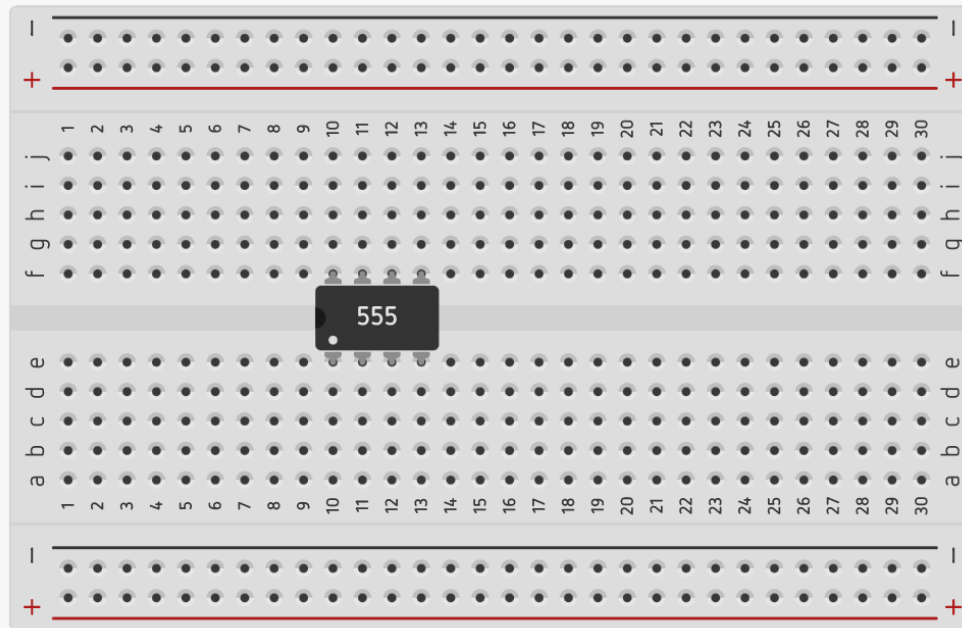 − −
+ +
1 2 3 4 5 6 7 8 9 10 11 12 13 14 15 16 17 18 19 20 21 22 23 24 25 26 27 28 29 30
j j
i i
h h
g g
f f
555
e e
d d
c c
b b
a a
1 2 3 4 5 6 7 8 9 10 11 12 13 14 15 16 17 18 19 20 21 22 23 24 25 26 27 28 29 30
− −
+ +